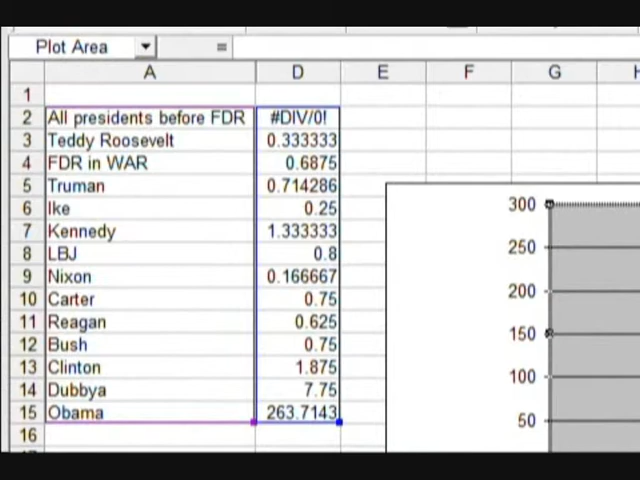 Plot Area =
A D E F G H
1
2 All presidents before FDR #DIV/0!
3 Teddy Roosevelt 0.333333
4 FDR in WAR 0.6875
5 Truman 0.714286
6 Ike 0.25
7 Kennedy 1.333333
8 LBJ 0.8
9 Nixon 0.166667
10 Carter 0.75
11 Reagan 0.625
12 Bush 0.75
13 Clinton 1.875
14 Dubbya 7.75
15 Obama 263.7143
16
300
250
200
150
100
50